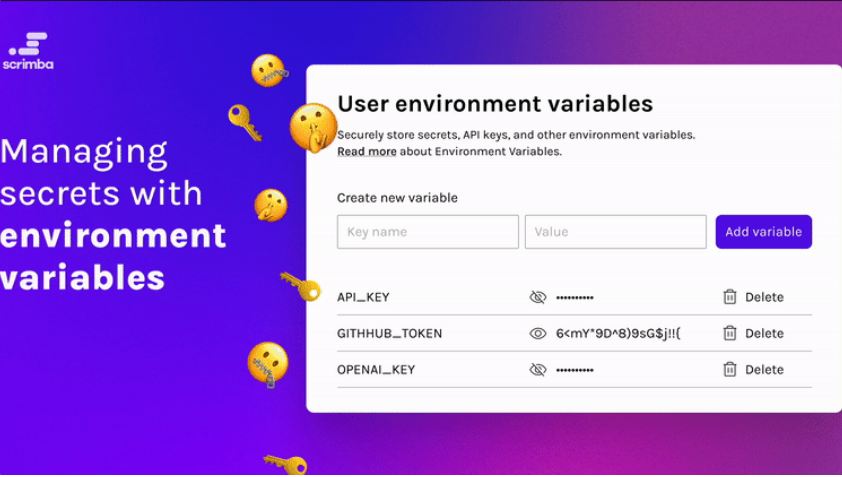 scrimba
Managing
secrets with
environment
variables
User environment variables
Securely store secrets, API keys, and other environment variables.
Read more about Environment Variables.
Create new variable
Key name Value Add variable
API_KEY •••••••••• Delete
GITHHUB_TOKEN 6<mY*9D^8)9sG$j!!{ Delete
OPENAI_KEY •••••••••• Delete